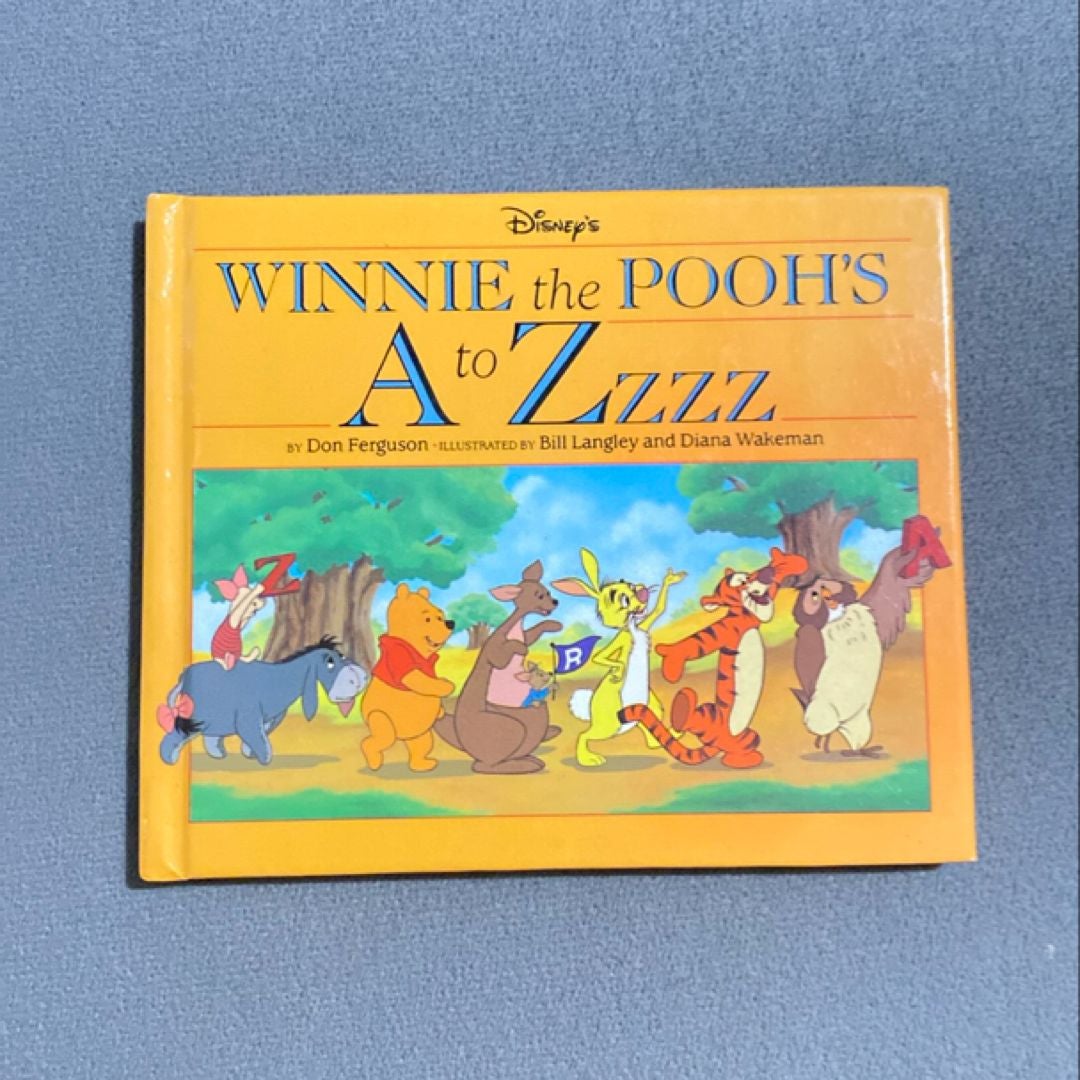 Disney's
WINNIE the POOH'S
A to Zzzz
BY Don Ferguson · ILLUSTRATED BY Bill Langley and Diana Wakeman
Z
R
A